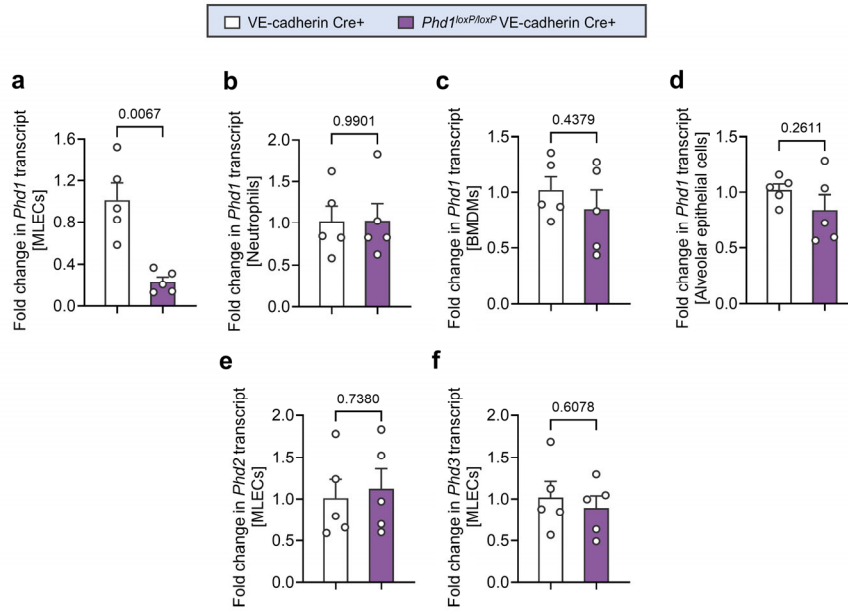 VE-cadherin Cre+ Phd1loxP/loxP VE-cadherin Cre+
a
0.0067
Fold change in Phd1 transcript
[MLECs]
1.6
1.2
0.8
0.4
0.0
b
0.9901
Fold change in Phd1 transcript
[Neutrophils]
2.0
1.5
1.0
0.5
0.0
c
0.4379
Fold change in Phd1 transcript
[BMDMs]
1.5
1.0
0.5
0.0
d
0.2611
Fold change in Phd1 transcript
[Alveolar epithelial cells]
1.5
1.0
0.5
0.0
e
0.7380
Fold change in Phd2 transcript
[MLECs]
2.0
1.5
1.0
0.5
0.0
f
0.6078
Fold change in Phd3 transcript
[MLECs]
2.0
1.5
1.0
0.5
0.0